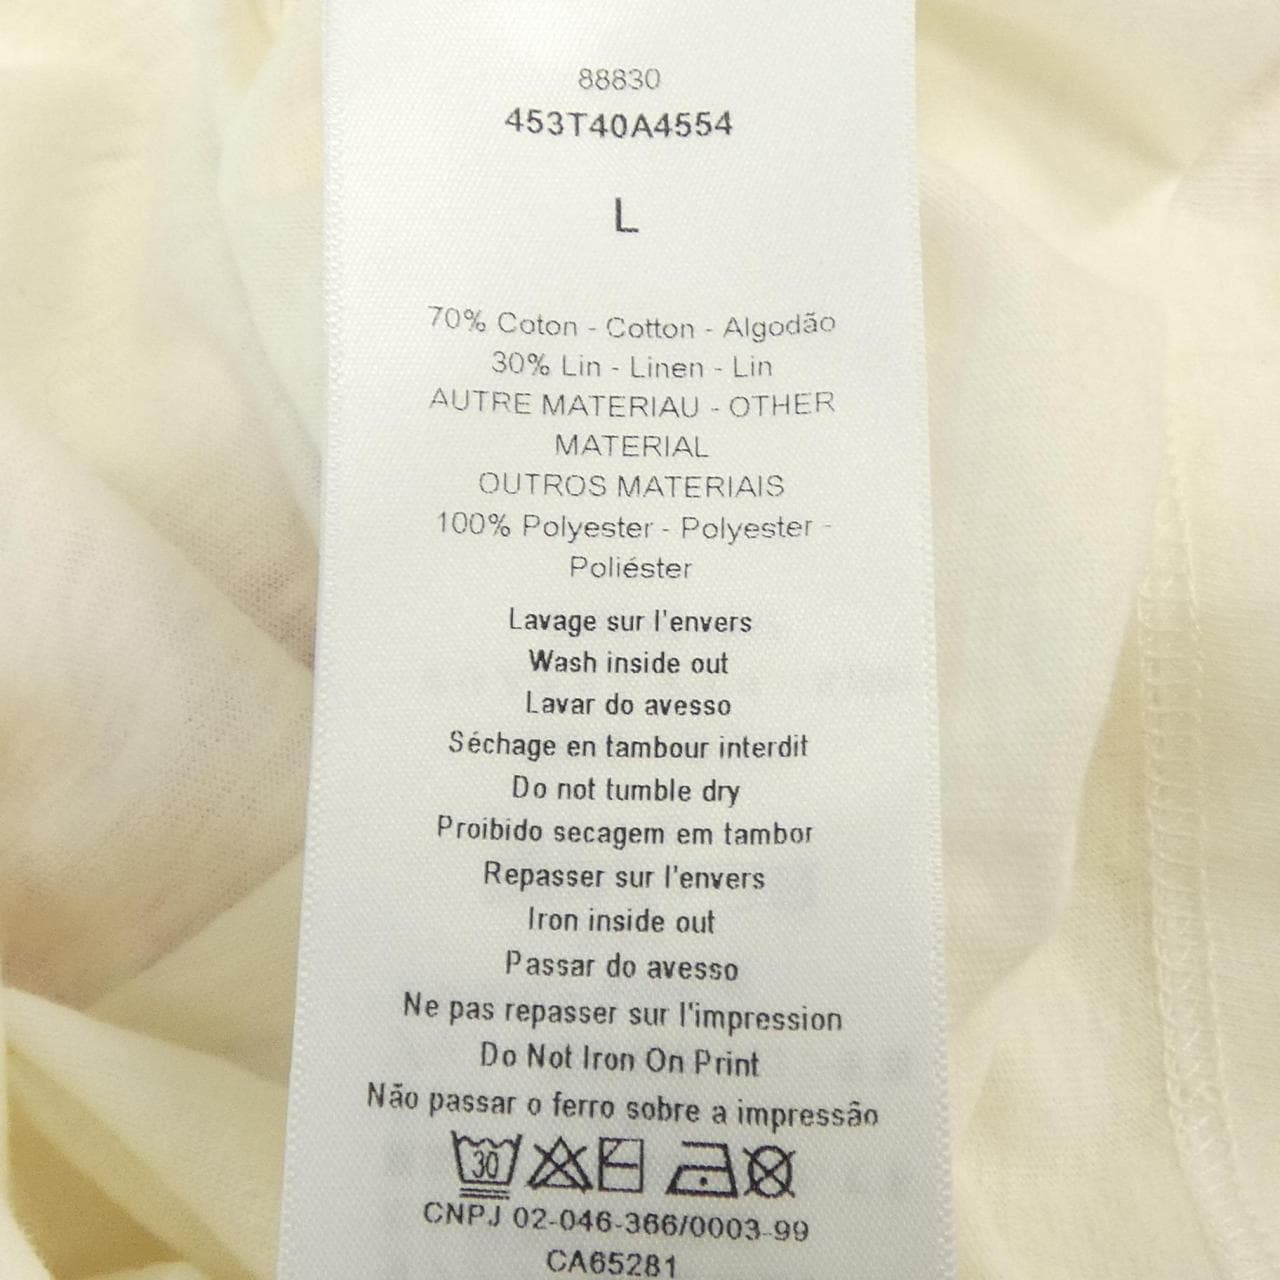 88830
453T40A4554
L
70% Coton - Cotton - Algodão
30% Lin - Linen - Lin
AUTRE MATERIAU - OTHER
MATERIAL
OUTROS MATERIAIS
100% Polyester - Polyester -
Poliéster
Lavage sur l'envers
Wash inside out
Lavar do avesso
Séchage en tambour interdit
Do not tumble dry
Proibido secagem em tambor
Repasser sur l'envers
Iron inside out
Passar do avesso
Ne pas repasser sur l'impression
Do Not Iron On Print
Não passar o ferro sobre a impressão
30
CNPJ 02-046-366/0003-99
CA65281